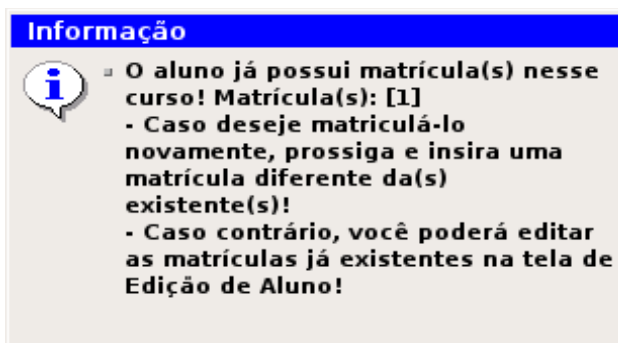 Informação
O aluno já possui matrícula(s) nesse
curso! Matrícula(s): [1]
- Caso deseje matriculá-lo
novamente, prossiga e insira uma
matrícula diferente da(s)
existente(s)!
- Caso contrário, você poderá editar
as matrículas já existentes na tela de
Edição de Aluno!